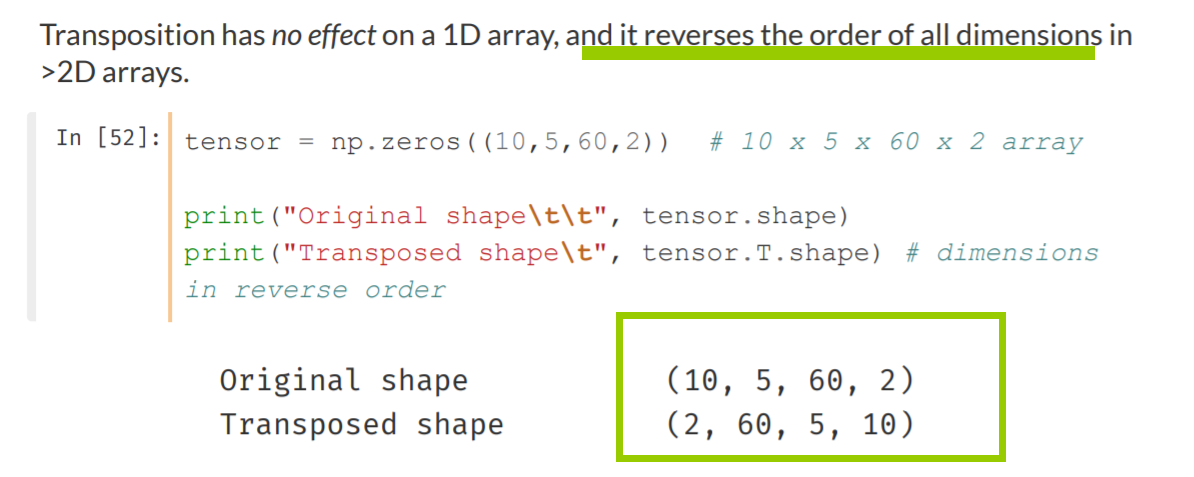 Transposition has no effect on a 1D array, and it reverses the order of all dimensions in
>2D arrays.
In [52]: tensor = np.zeros((10,5,60,2))  # 10 x 5 x 60 x 2 array
print("Original shape\t\t", tensor.shape)
print("Transposed shape\t", tensor.T.shape) # dimensions
in reverse order
Original shape (10, 5, 60, 2)
Transposed shape (2, 60, 5, 10)